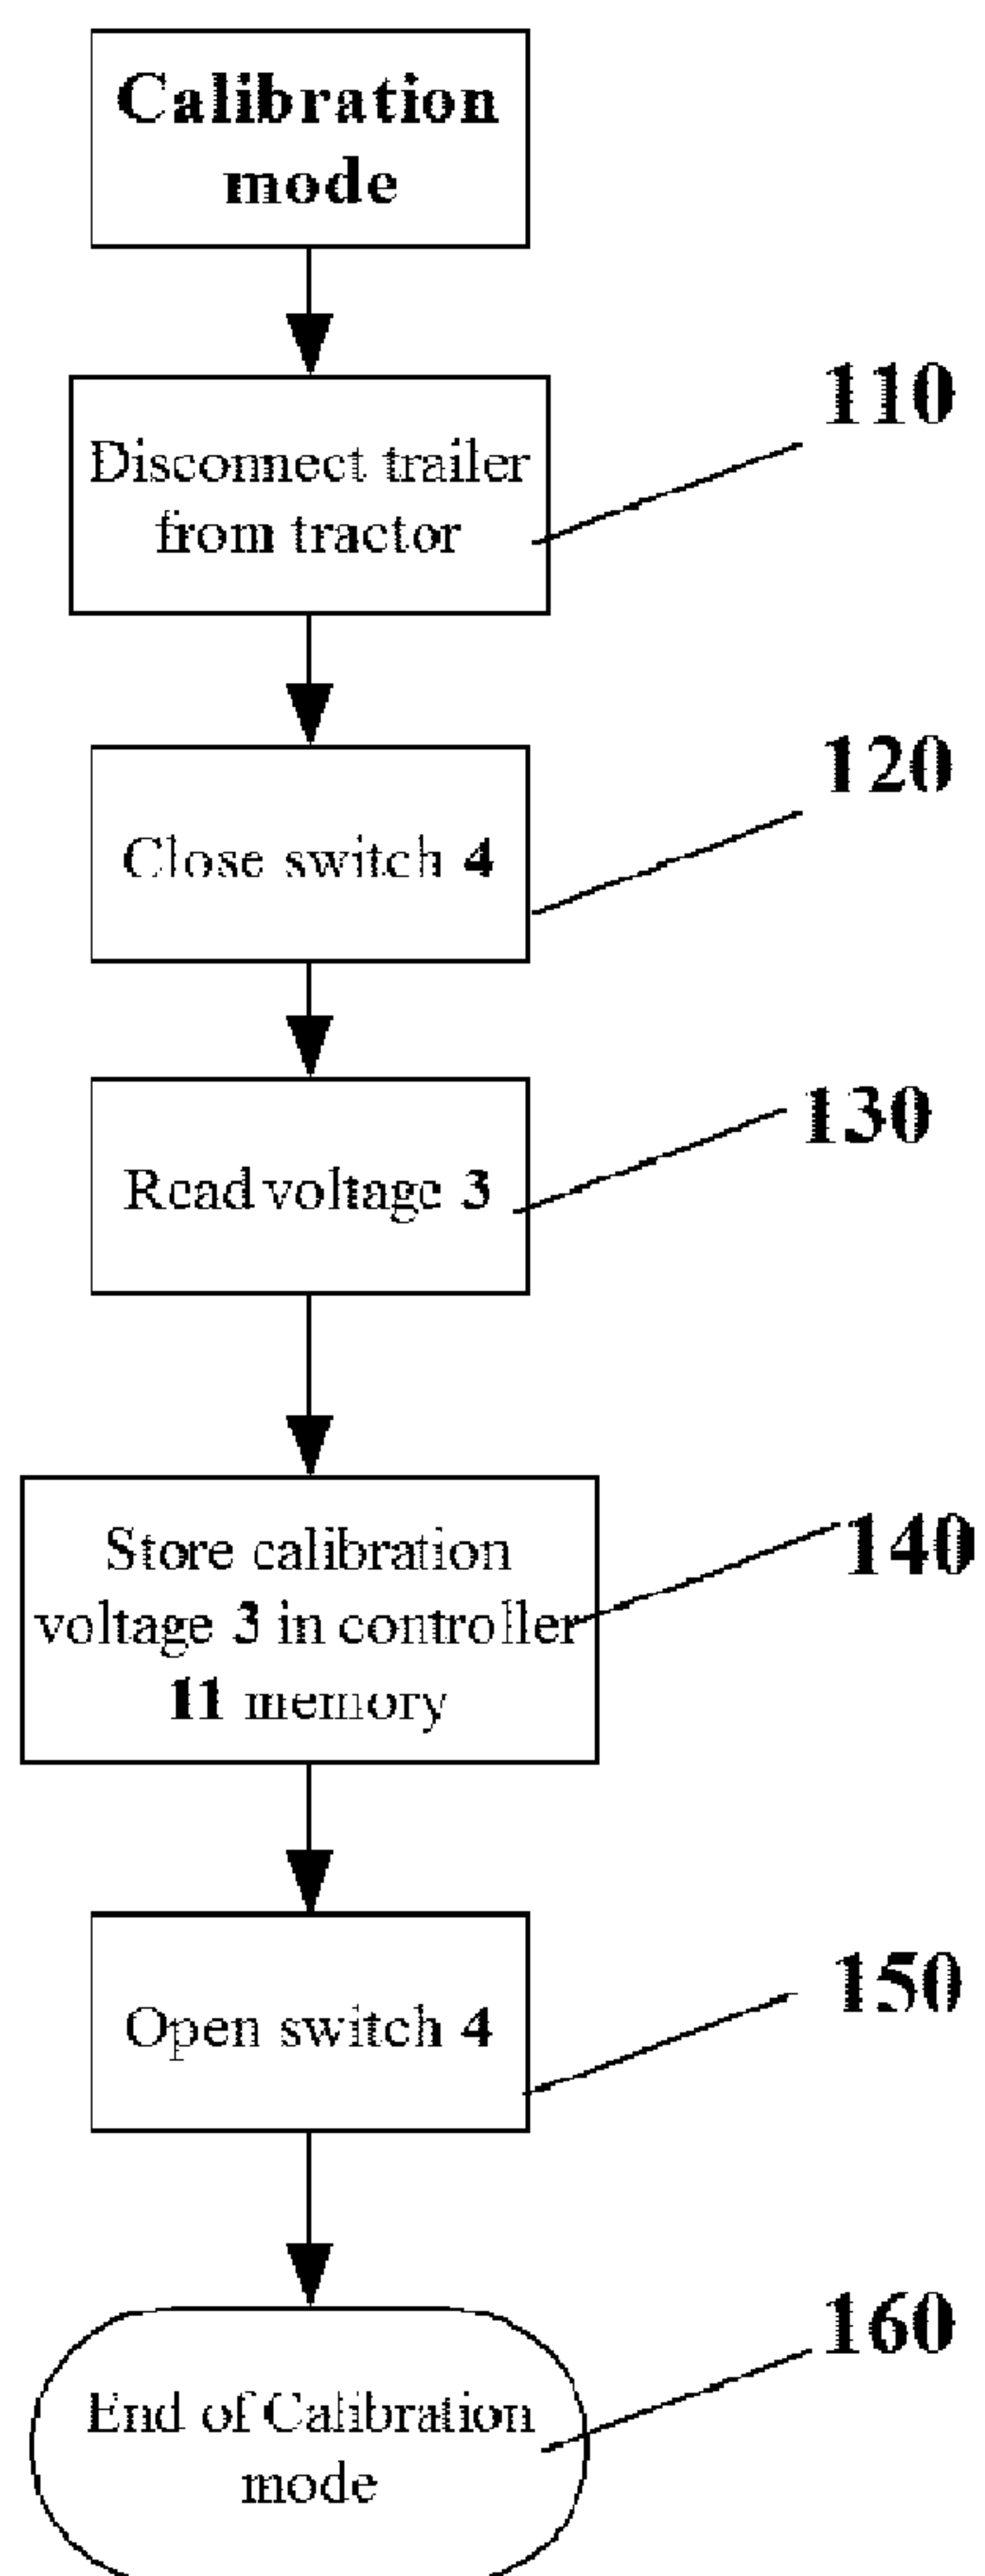 Calibration
mode
110
Disconnect trailer
from tractor
120
Close switch 4
130
Read voltage 3
140
Store calibration
voltage 3 in controller
11 memory
150
Open switch 4
160
End of Calibration
mode